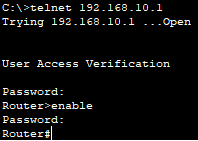 C:\>telnet 192.168.10.1
Trying 192.168.10.1 ...Open
User Access Verification
Password:
Router>enable
Password:
Router#